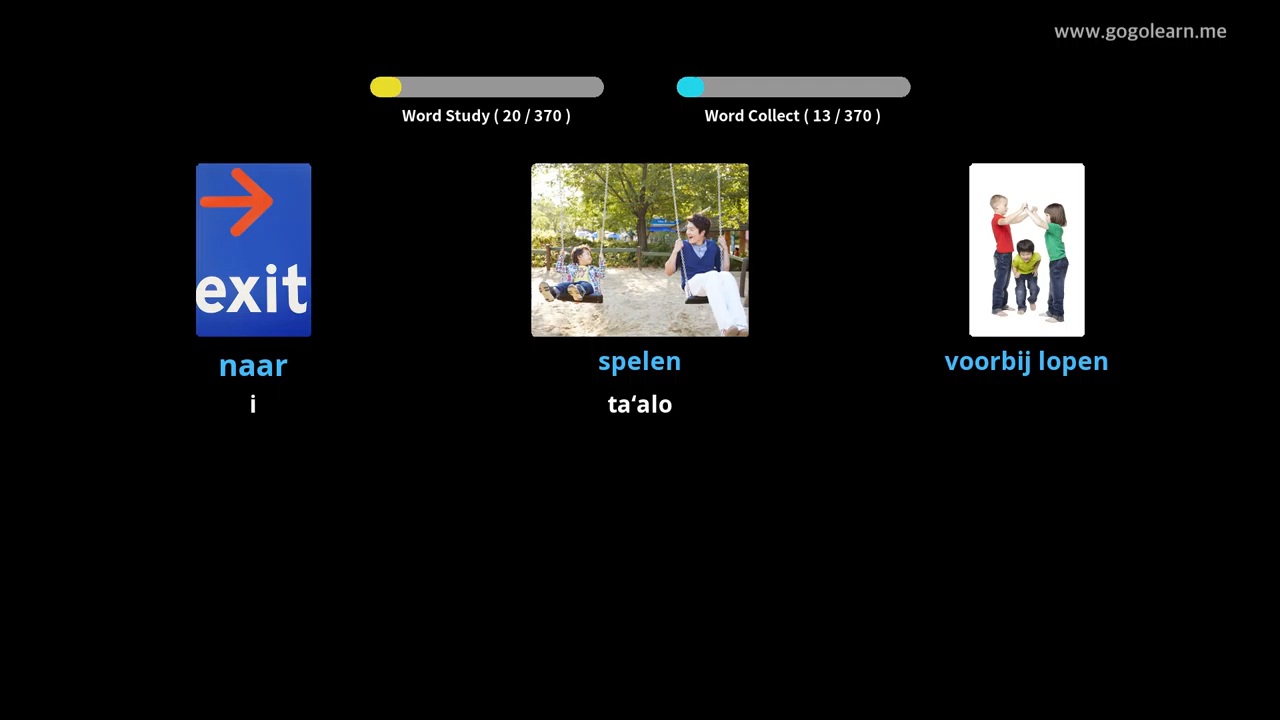 www.gogolearn.me
Word Study ( 20 / 370 )
Word Collect ( 13 / 370 )
exit
naar
spelen
voorbij lopen
i
ta‘alo